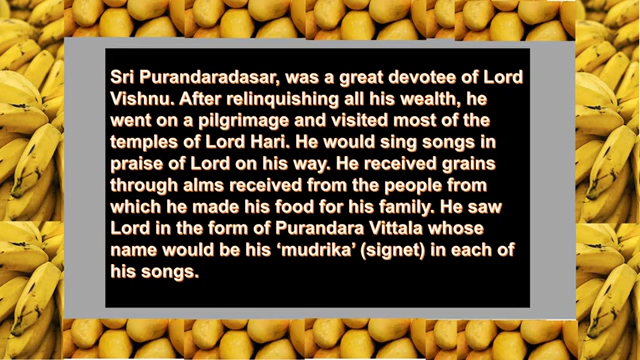 Sri Purandaradasar, was a great devotee of Lord
Vishnu. After relinquishing all his wealth, he
went on a pilgrimage and visited most of the
temples of Lord Hari. He would sing songs in
praise of Lord on his way. He received grains
through alms received from the people from
which he made his food for his family. He saw
Lord in the form of Purandara Vittala whose
name would be his ‘mudrika’ (signet) in each of
his songs.